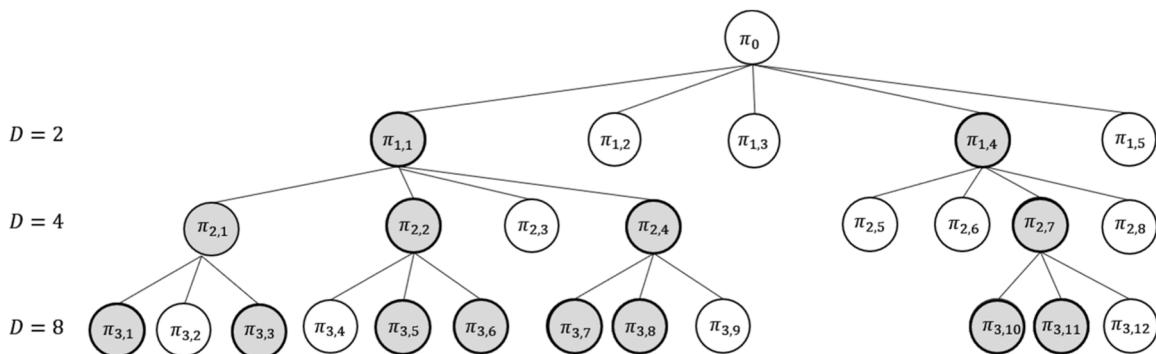 π0
D = 2 π1,1 π1,2 π1,3 π1,4 π1,5
D = 4 π2,1 π2,2 π2,3 π2,4 π2,5 π2,6 π2,7 π2,8
D = 8 π3,1 π3,2 π3,3 π3,4 π3,5 π3,6 π3,7 π3,8 π3,9 π3,10 π3,11 π3,12